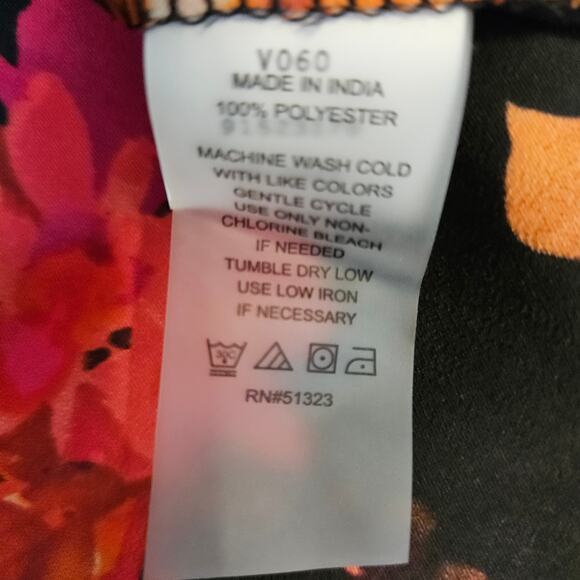 V060
MADE IN INDIA
100% POLYESTER
MACHINE WASH COLD
WITH LIKE COLORS
GENTLE CYCLE
USE ONLY NON-
CHLORINE BLEACH
IF NEEDED
TUMBLE DRY LOW
USE LOW IRON
IF NECESSARY
30C
RN#51323